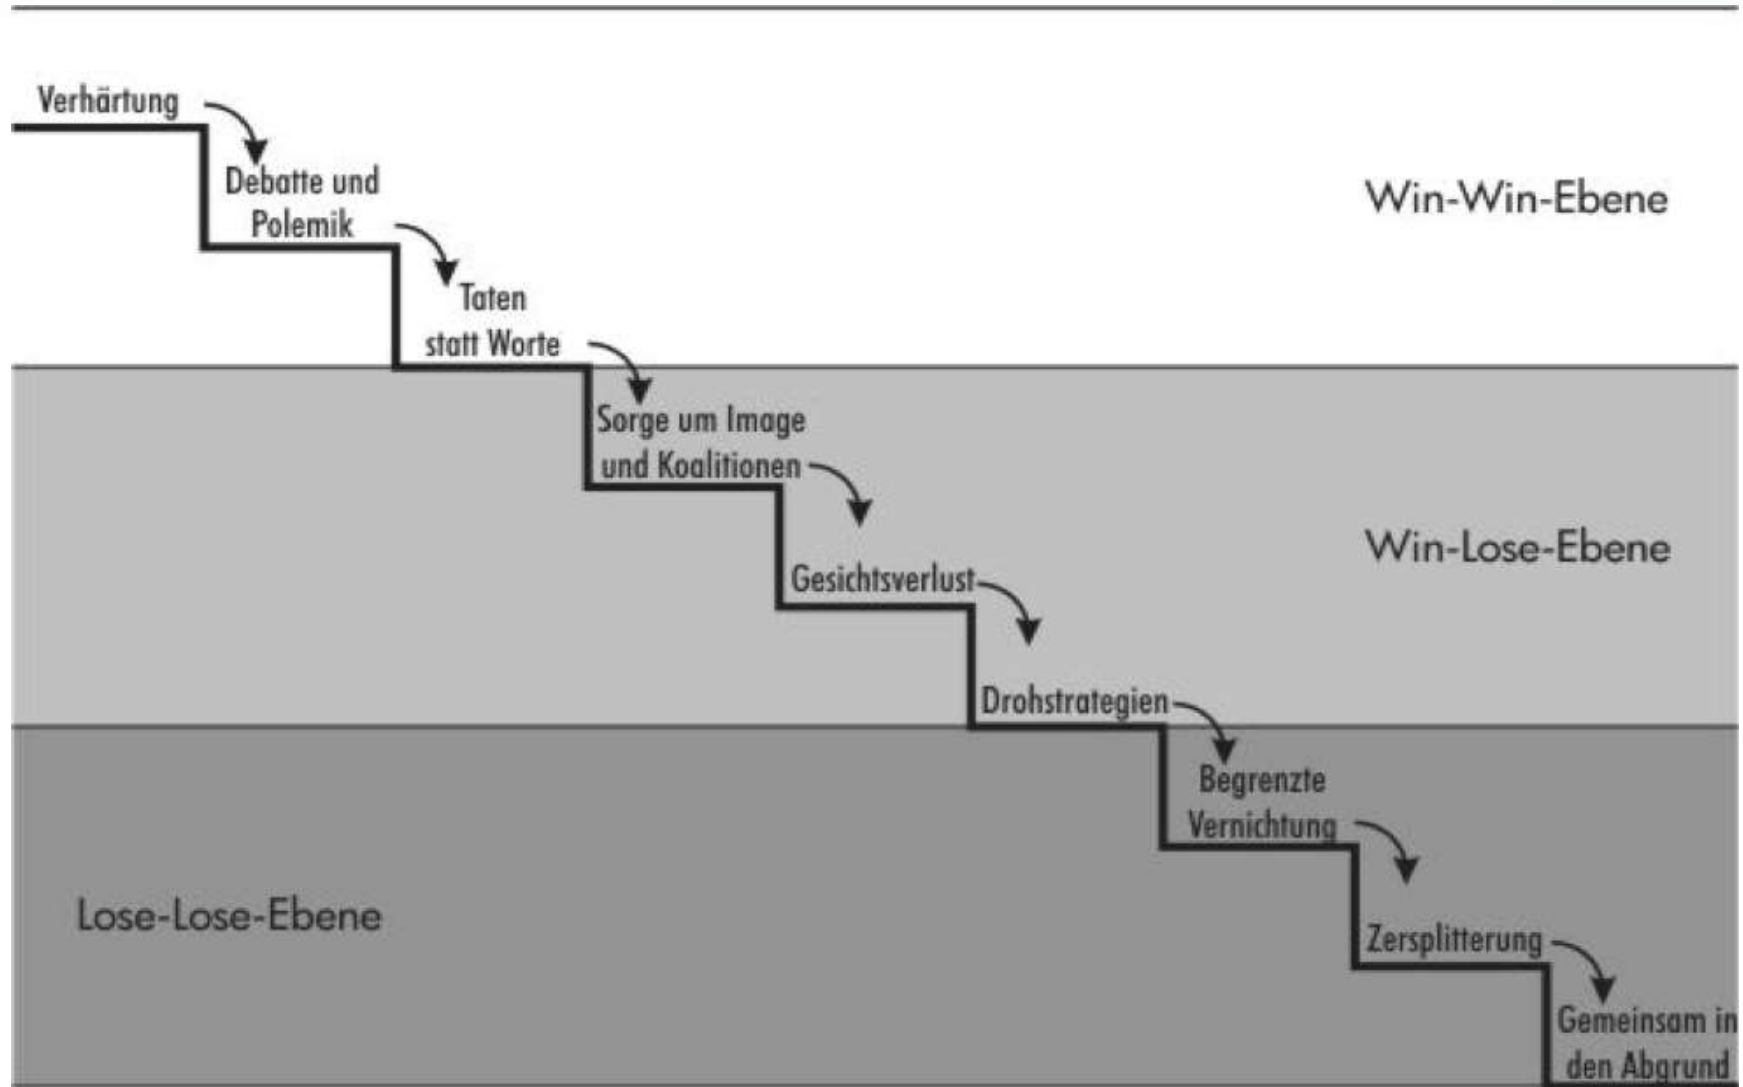 Verhärtung
Debatte und
Polemik
Win-Win-Ebene
Taten
statt Worte
Sorge um Image
und Koalitionen
Win-Lose-Ebene
Gesichtsverlust
Drohstrategien
Begrenzte
Vernichtung
Lose-Lose-Ebene
Zersplitterung
Gemeinsam in
den Abgrund